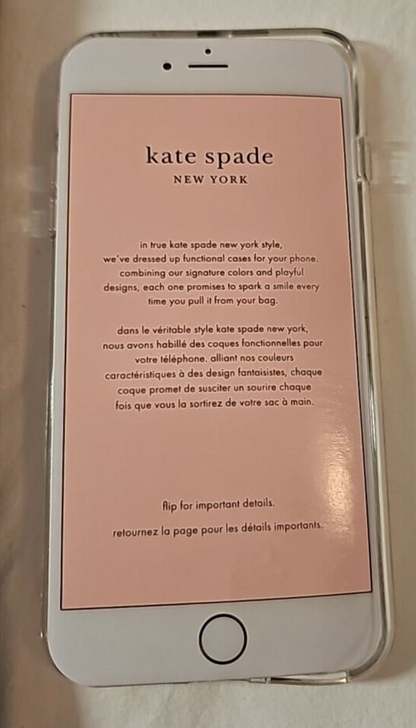 kate spade
NEW YORK
in true kate spade new york style,
we've dressed up functional cases for your phone.
combining our signature colors and playful
designs, each one promises to spark a smile every
time you pull it from your bag.
dans le véritable style kate spade new york,
nous avons habillé des coques fonctionnelles pour
votre téléphone. alliant nos couleurs
caractéristiques à des design fantaisistes, chaque
coque promet de susciter un sourire chaque
fois que vous la sortirez de votre sac à main.
flip for important details.
retournez la page pour les détails importants.